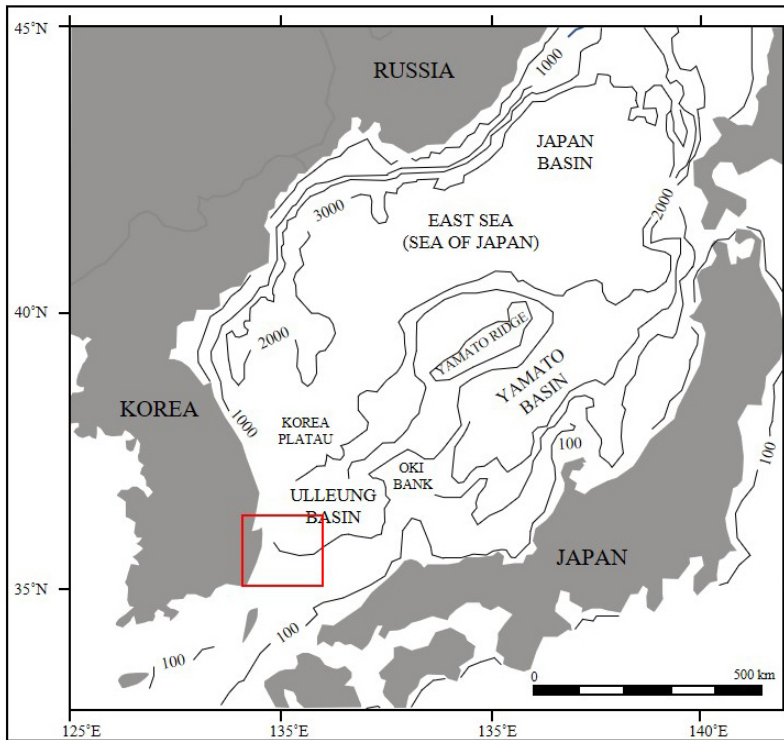 45°N
RUSSIA
1000
JAPAN
BASIN
2000
3000
EAST SEA
(SEA OF JAPAN)
40°N
2000
YAMATO RIDGE
YAMATO
BASIN
KOREA
1000
KOREA
PLATAU
100
100
OKI
BANK
ULLEUNG
BASIN
JAPAN
35°N
100
100
0
500 km
125°E
135°E
135°E
140°E